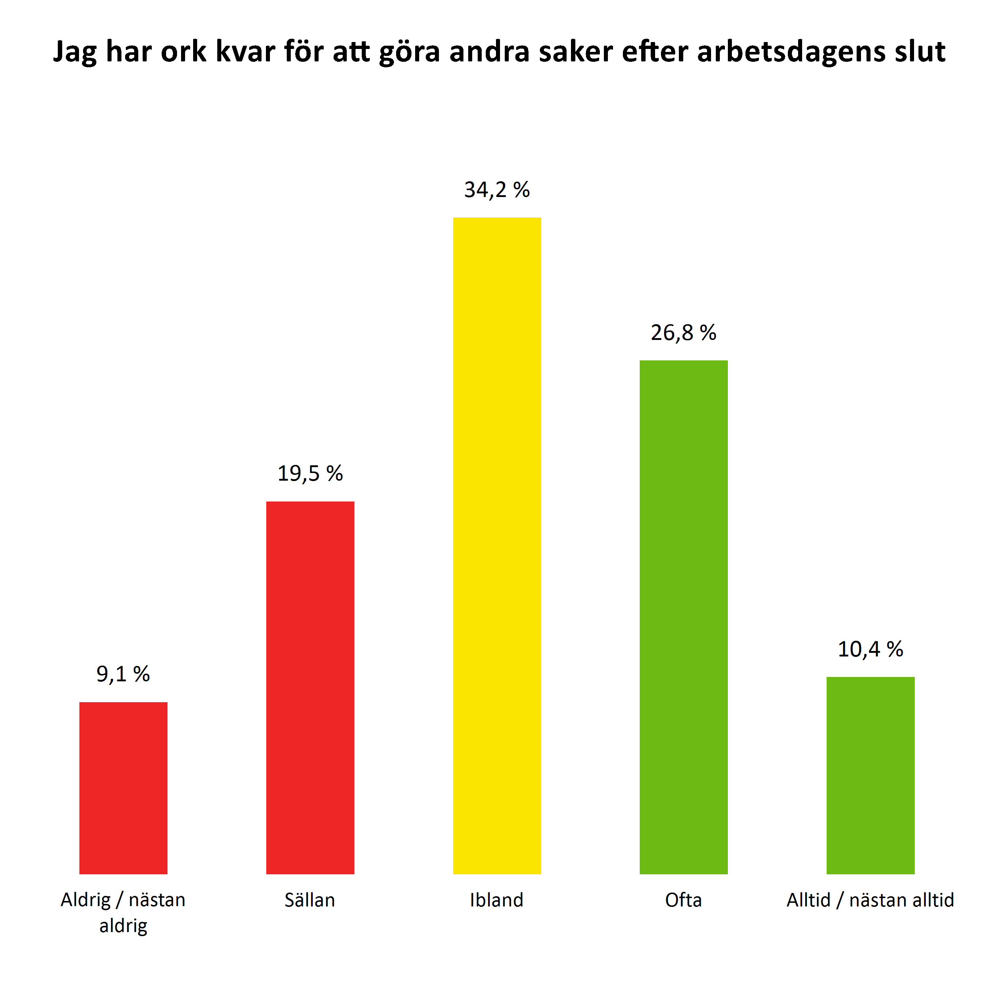 Jag har ork kvar för att göra andra saker efter arbetsdagens slut
34,2 %
26,8 %
19,5 %
10,4 %
9,1 %
Aldrig / nästan
aldrig
Sällan
Ibland
Ofta
Alltid / nästan alltid